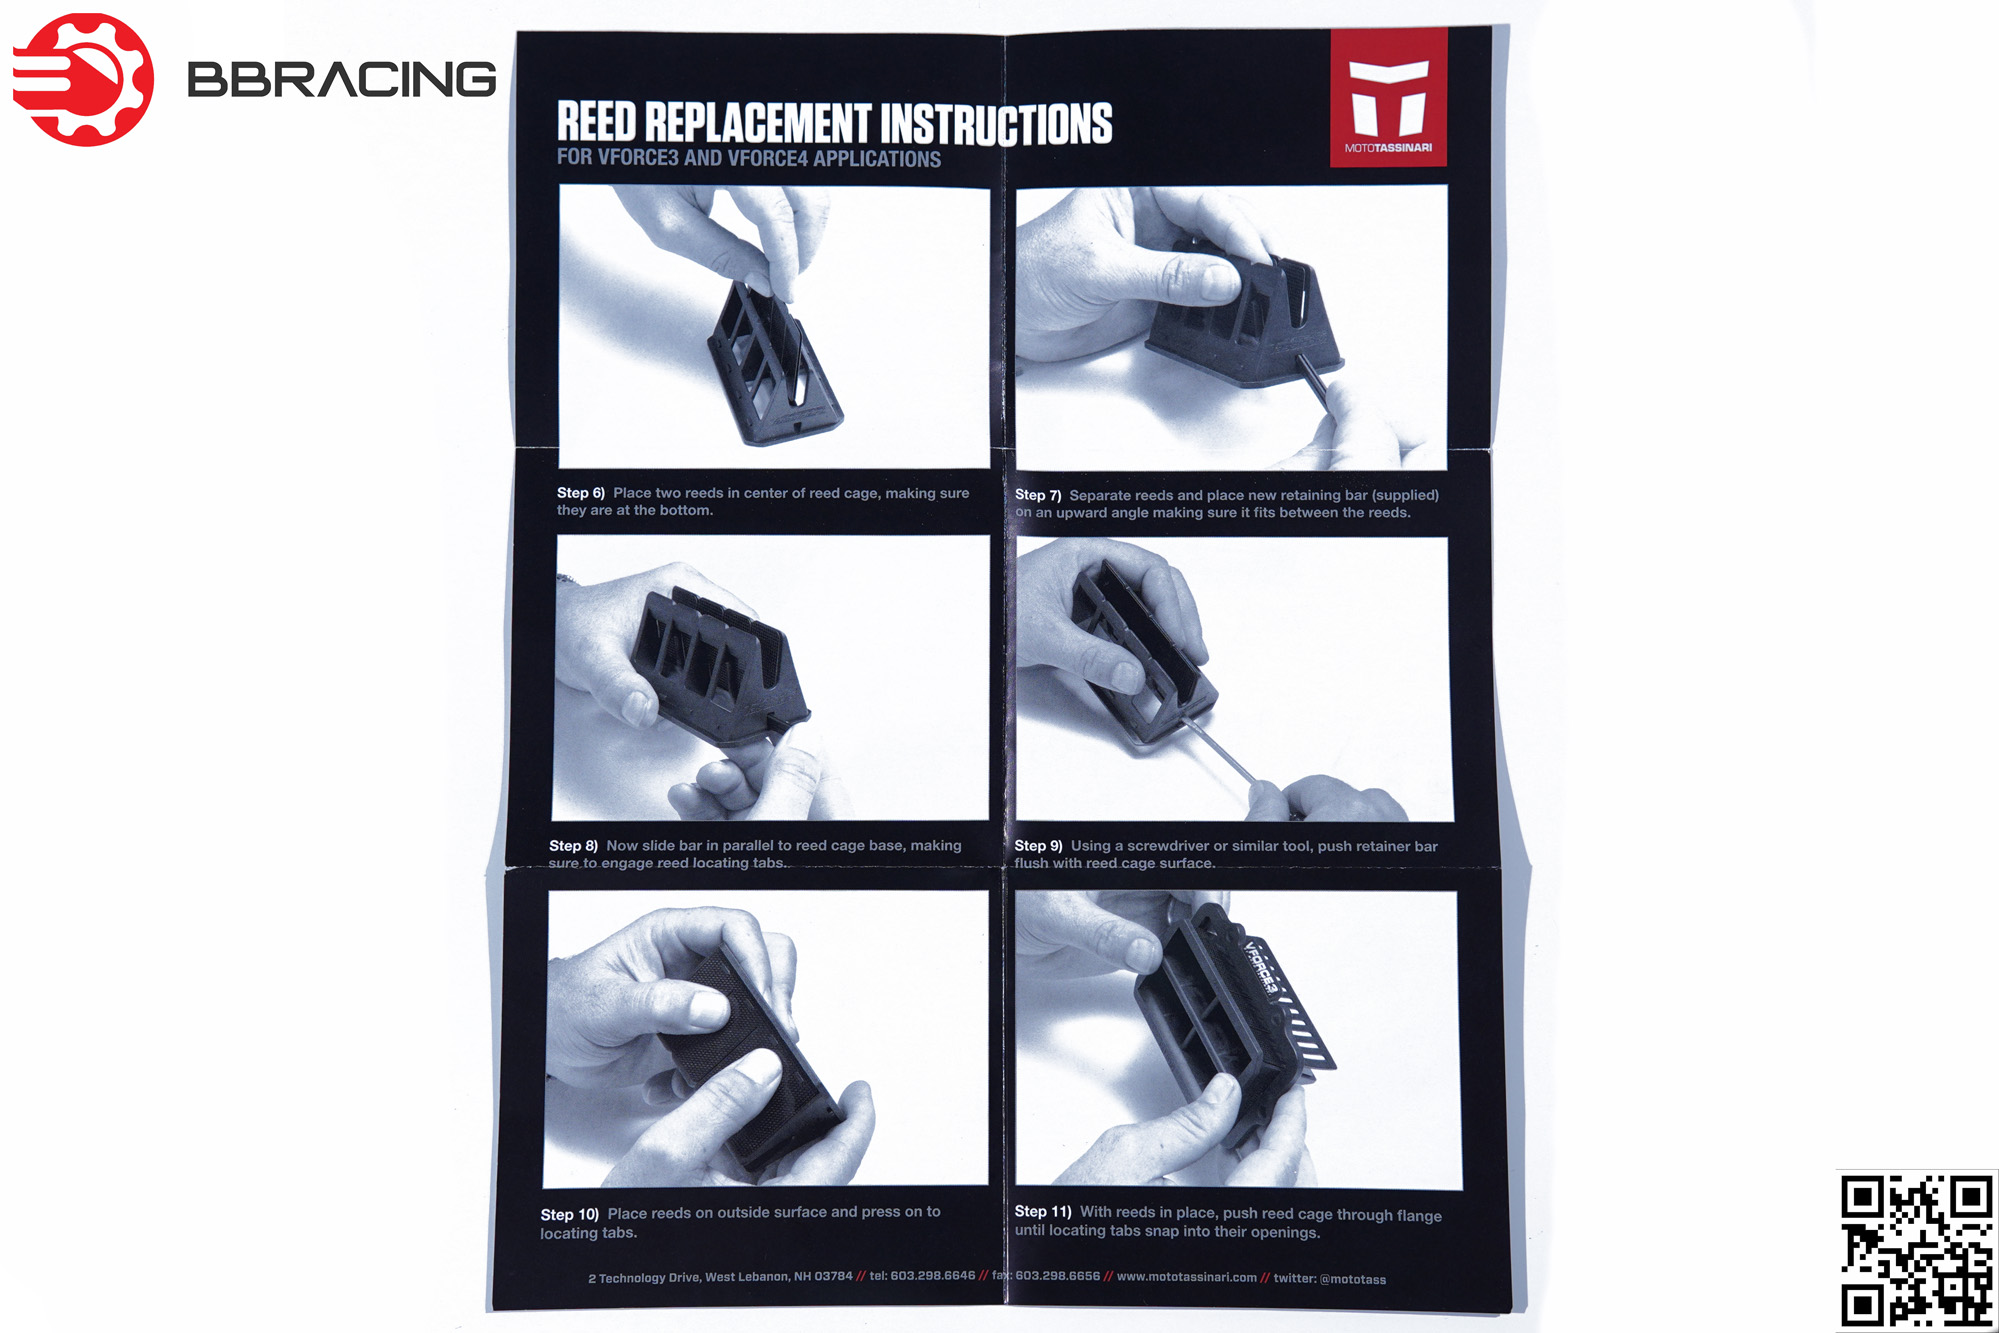 BBRACING
REED REPLACEMENT INSTRUCTIONS
FOR VFORCE3 AND VFORCE4 APPLICATIONS
MOTOTASSINARI
Step 6) Place two reeds in center of reed cage, making sure
they are at the bottom.
Step 7) Separate reeds and place new retaining bar (supplied)
on an upward angle making sure it fits between the reeds.
Step 8) Now slide bar in parallel to reed cage base, making
sure to engage reed locating tabs.
Step 9) Using a screwdriver or similar tool, push retainer bar
flush with reed cage surface.
VFORCE3
Step 10) Place reeds on outside surface and press on to
locating tabs.
Step 11) With reeds in place, push reed cage through flange
until locating tabs snap into their openings.
2 Technology Drive, West Lebanon, NH 03784 // tel: 603.298.6646 // fax: 603.298.6656 // www.mototassinari.com // twitter: @mototass